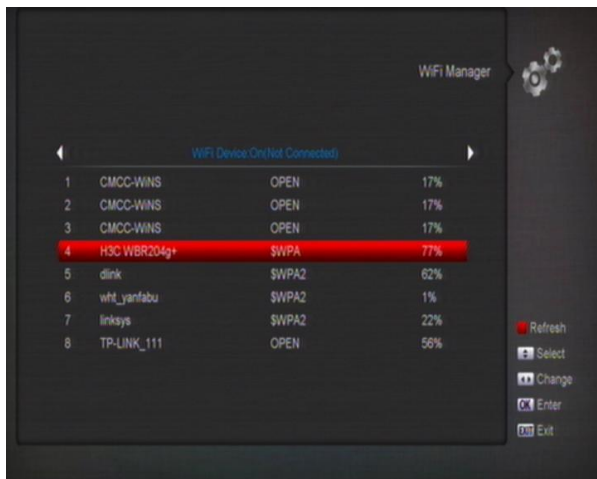 WiFi Manager
WiFi Device:On(Not Connected)
1 CMCC-WiNS OPEN 17%
2 CMCC-WiNS OPEN 17%
3 CMCC-WiNS OPEN 17%
4 H3C WBR204g+ $WPA 77%
5 dlink $WPA2 62%
6 wht_yanfabu $WPA2 1%
7 linksys $WPA2 22%
8 TP-LINK_111 OPEN 56%
Refresh
Select
Change
OK Enter
EXIT Exit